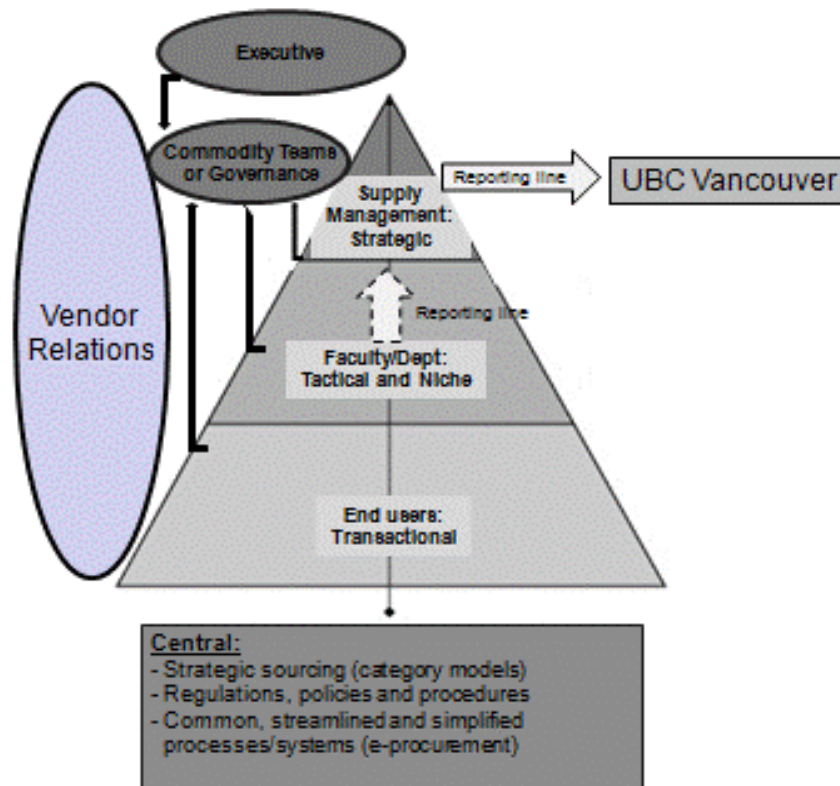 Executive
Commodity Teams
or Governance
Reporting line
UBC Vancouver
Supply
Management:
Strategic
Vendor
Relations
Reporting line
Faculty/Dept:
Tactical and Niche
End users:
Transactional
Central:
- Strategic sourcing (category models)
- Regulations, policies and procedures
- Common, streamlined and simplified
processes/systems (e-procurement)